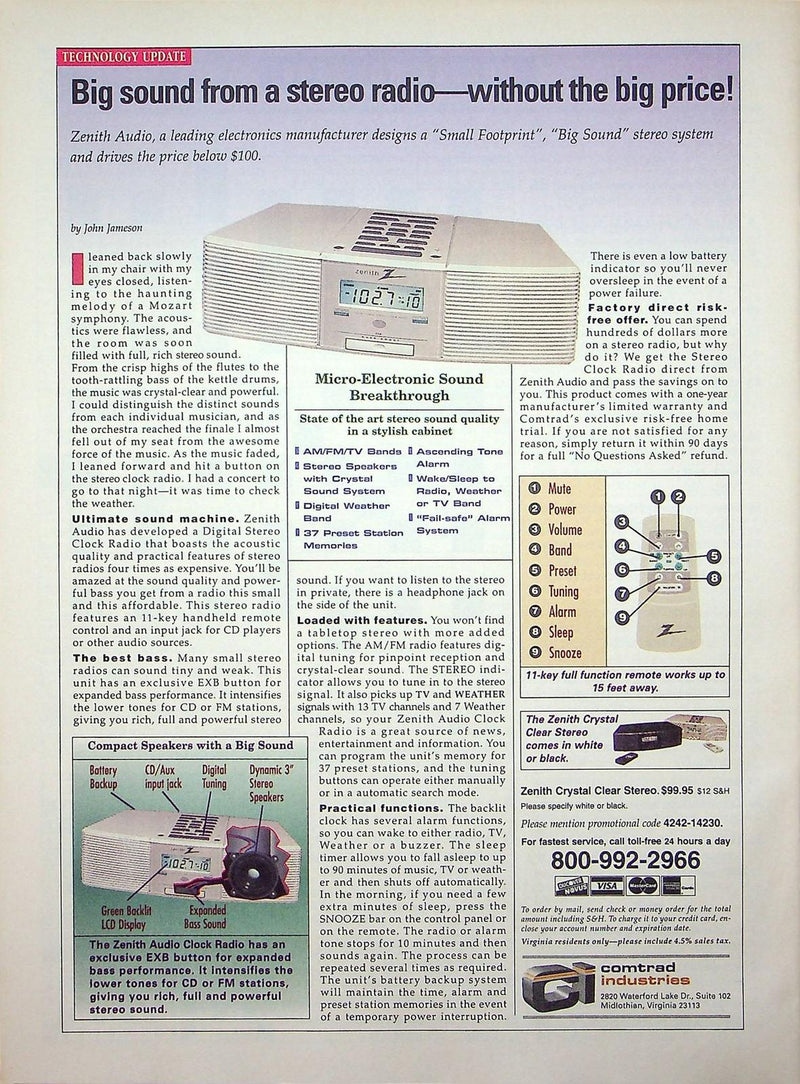 TECHNOLOGY UPDATE
Big sound from a stereo radio—without the big price!
Zenith Audio, a leading electronics manufacturer designs a “Small Footprint”, “Big Sound” stereo system
and drives the price below $100.
by John Jameson
I leaned back slowly
in my chair with my
eyes closed, listen-
ing to the haunting
melody of a Mozart
symphony. The acous-
tics were flawless, and
the room was soon
filled with full, rich stereo sound.
From the crisp highs of the flutes to the
tooth-rattling bass of the kettle drums,
the music was crystal-clear and powerful.
I could distinguish the distinct sounds
from each individual musician, and as
the orchestra reached the finale I almost
fell out of my seat from the awesome
force of the music. As the music faded,
I leaned forward and hit a button on
the stereo clock radio. I had a concert to
go to that night—it was time to check
the weather.
Ultimate sound machine. Zenith
Audio has developed a Digital Stereo
Clock Radio that boasts the acoustic
quality and practical features of stereo
radios four times as expensive. You'll be
amazed at the sound quality and power-
ful bass you get from a radio this small
and this affordable. This stereo radio
features an 11-key handheld remote
control and an input jack for CD players
or other audio sources.
The best bass. Many small stereo
radios can sound tiny and weak. This
unit has an exclusive EXB button for
expanded bass performance. It intensifies
the lower tones for CD or FM stations,
giving you rich, full and powerful stereo
zenith Z
102.7 10
Micro-Electronic Sound
Breakthrough
State of the art stereo sound quality
in a stylish cabinet
AM/FM/TV Bands
Stereo Speakers
with Crystal
Sound System
Digital Weather
Band
37 Preset Station
Memories
Ascending Tone
Alarm
Wake/Sleep to
Radio, Weather
or TV Band
“Fail-safe” Alarm
System
sound. If you want to listen to the stereo
in private, there is a headphone jack on
the side of the unit.
Loaded with features. You won't find
a tabletop stereo with more added
options. The AM/FM radio features dig-
ital tuning for pinpoint reception and
crystal-clear sound. The STEREO indi-
cator allows you to tune in to the stereo
signal. It also picks up TV and WEATHER
signals with 13 TV channels and 7 Weather
channels, so your Zenith Audio Clock
Radio is a great source of news,
entertainment and information. You
can program the unit's memory for
37 preset stations, and the tuning
buttons can operate either manually
or in a automatic search mode.
Practical functions. The backlit
clock has several alarm functions,
so you can wake to either radio, TV,
Weather or a buzzer. The sleep
timer allows you to fall asleep to up
to 90 minutes of music, TV or weath-
er and then shuts off automatically.
In the morning, if you need a few
extra minutes of sleep, press the
SNOOZE bar on the control panel or
on the remote. The radio or alarm
tone stops for 10 minutes and then
sounds again. The process can be
repeated several times as required.
The unit's battery backup system
will maintain the time, alarm and
preset station memories in the event
of a temporary power interruption.
There is even a low battery
indicator so you'll never
oversleep in the event of a
power failure.
Factory direct risk-
free offer. You can spend
hundreds of dollars more
on a stereo radio, but why
do it? We get the Stereo
Clock Radio direct from
Zenith Audio and pass the savings on to
you. This product comes with a one-year
manufacturer's limited warranty and
Comtrad's exclusive risk-free home
trial. If you are not satisfied for any
reason, simply return it within 90 days
for a full “No Questions Asked” refund.
1 Mute
2 Power
3 Volume
4 Band
5 Preset
6 Tuning
7 Alarm
8 Sleep
9 Snooze
1 2
3
4
5
6
7
8
9
Z
11-key full function remote works up to
15 feet away.
The Zenith Crystal
Clear Stereo
comes in white
or black.
Zenith Crystal Clear Stereo. $99.95 $12 S&H
Please specify white or black.
Please mention promotional code 4242-14230.
For fastest service, call toll-free 24 hours a day
800-992-2966
DISCOVER NOVUS VISA MasterCard
To order by mail, send check or money order for the total
amount including S&H. To charge it to your credit card, en-
close your account number and expiration date.
Virginia residents only—please include 4.5% sales tax.
comtrad
industries
2820 Waterford Lake Dr., Suite 102
Midlothian, Virginia 23113
Compact Speakers with a Big Sound
Battery
Backup
CD/Aux
input jack
Digital
Tuning
Dynamic 3"
Stereo
Speakers
102.7 10
Green Backlit
LCD Display
Expanded
Bass Sound
The Zenith Audio Clock Radio has an
exclusive EXB button for expanded
bass performance. It intensifies the
lower tones for CD or FM stations,
giving you rich, full and powerful
stereo sound.